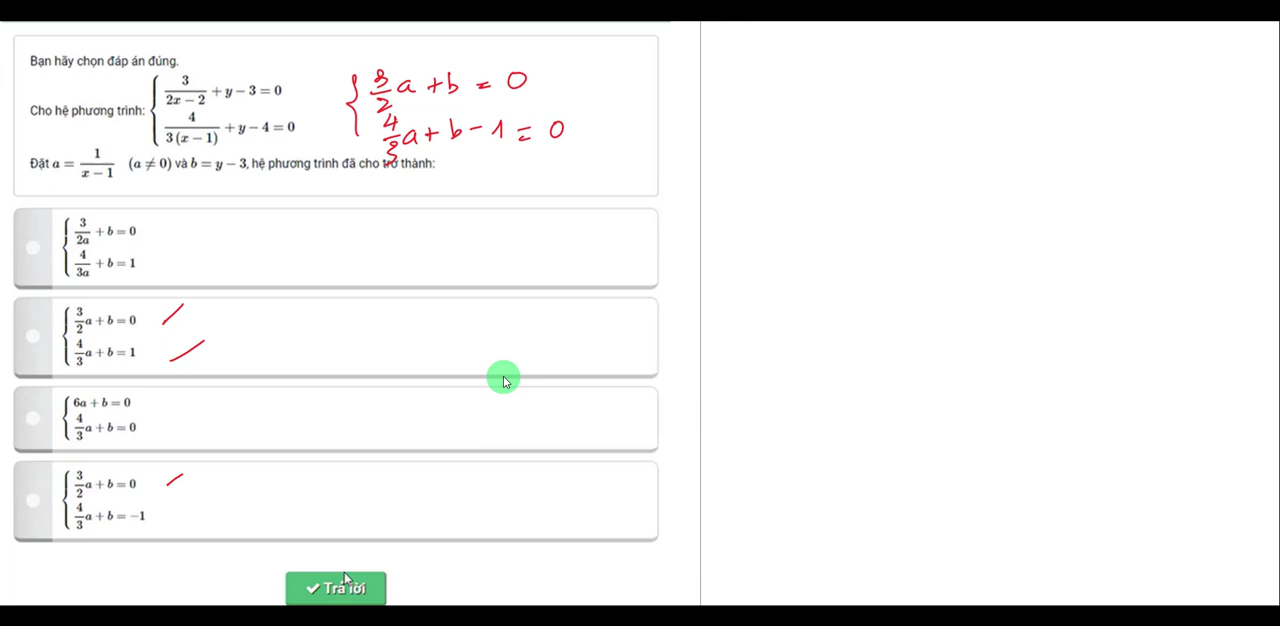 Bạn hãy chọn đáp án đúng.
Cho hệ phương trình: { 3/(2x − 2) + y − 3 = 0
4/(3(x − 1)) + y − 4 = 0
{ 3/2 a + b = 0
4/3 a + b − 1 = 0
Đặt a = 1/(x − 1) (a ≠ 0) và b = y − 3, hệ phương trình đã cho trở thành:
{ 3/(2a) + b = 0
4/(3a) + b = 1
{ 3/2 a + b = 0
4/3 a + b = 1
{ 6a + b = 0
4/3 a + b = 0
{ 3/2 a + b = 0
4/3 a + b = −1
✓ Trả lời